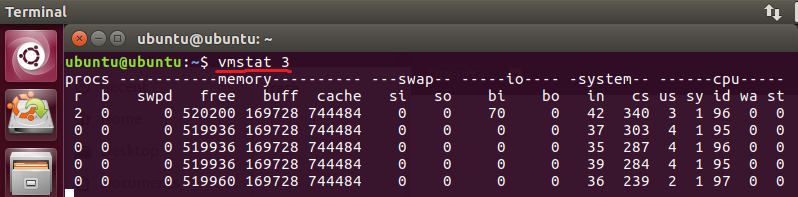 Terminal
ubuntu@ubuntu: ~
ubuntu@ubuntu:~$ vmstat 3
procs -----------memory---------- ---swap-- -----io---- -system-- ------cpu-----
 r  b   swpd   free   buff  cache   si   so    bi    bo   in   cs us sy id wa st
 2  0      0 520200 169728 744484    0    0    70     0   42  340  3  1 96  0  0
 0  0      0 519936 169728 744484    0    0     0     0   37  303  4  1 95  0  0
 0  0      0 519936 169728 744484    0    0     0     0   35  287  4  1 96  0  0
 0  0      0 519936 169728 744484    0    0     0     0   39  284  4  1 95  0  0
 0  0      0 519960 169728 744484    0    0     0     0   36  239  2  1 97  0  0